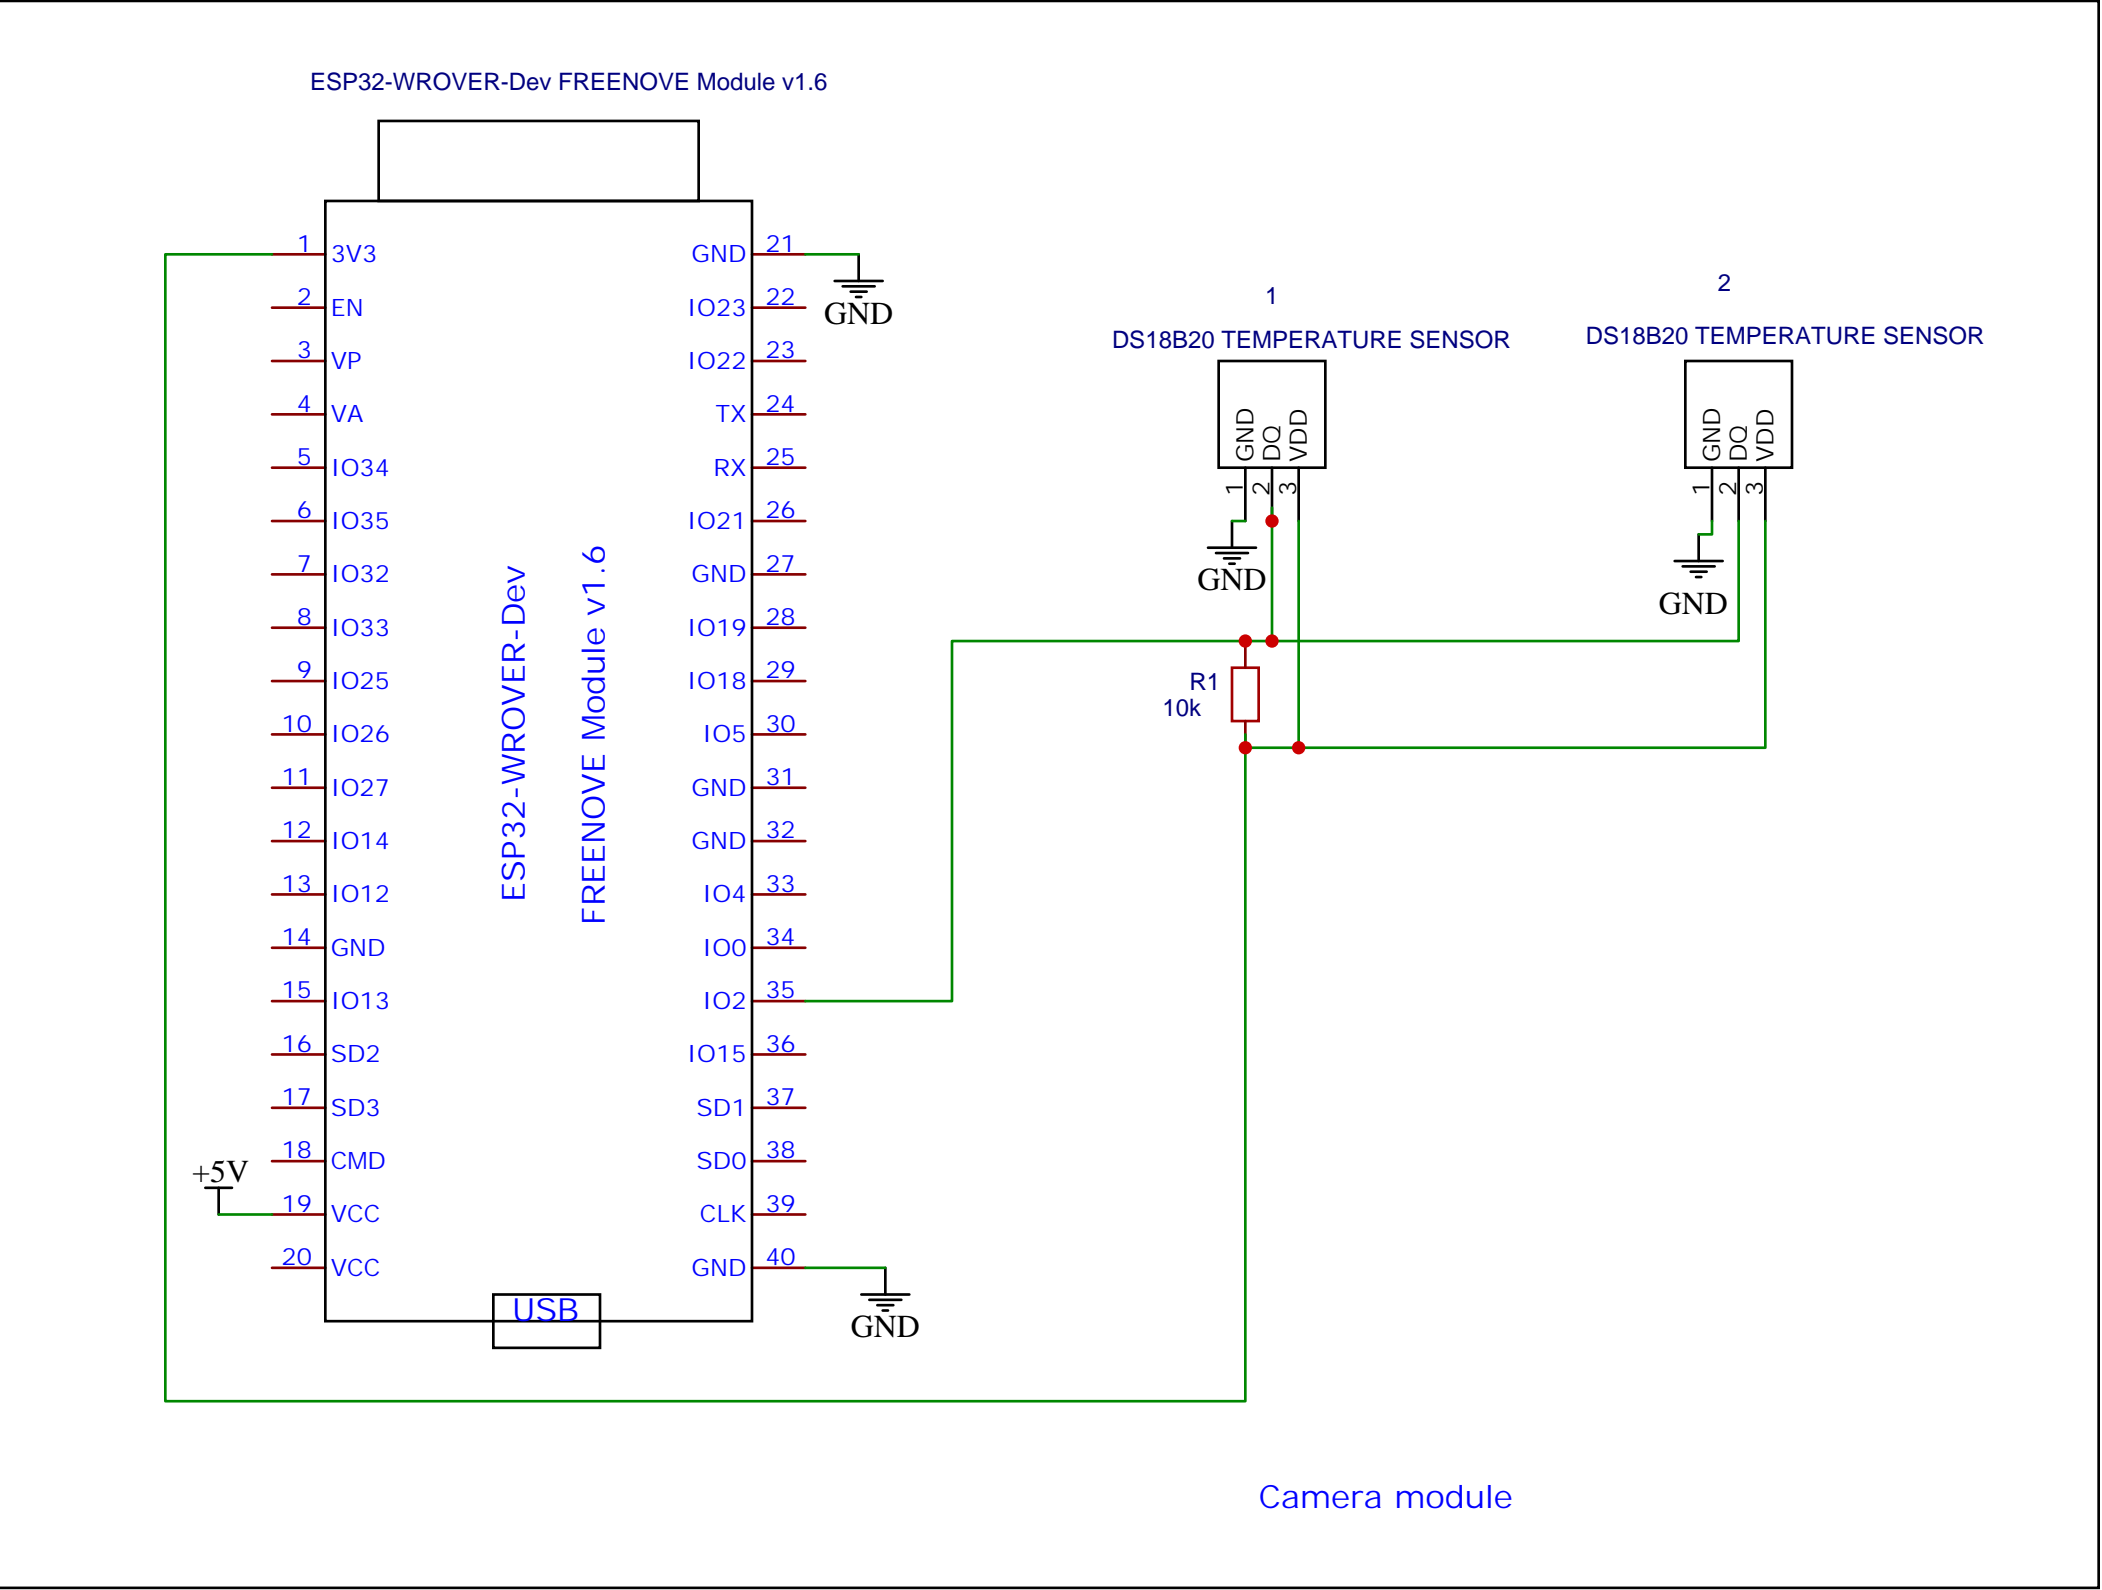 ESP32-WROVER-Dev FREENOVE Module v1.6
1 3V3
2 EN
3 VP
4 VA
5 IO34
6 IO35
7 IO32
8 IO33
9 IO25
10 IO26
11 IO27
12 IO14
13 IO12
14 GND
15 IO13
16 SD2
17 SD3
18 CMD
+5V
19 VCC
20 VCC
ESP32-WROVER-Dev
FREENOVE Module v1.6
GND 21
GND
IO23 22
IO22 23
TX 24
RX 25
IO21 26
GND 27
IO19 28
IO18 29
IO5 30
GND 31
GND 32
IO4 33
IO0 34
IO2 35
IO15 36
SD1 37
SD0 38
CLK 39
GND 40
GND
USB
1
DS18B20 TEMPERATURE SENSOR
GND
DQ
VDD
1
2
3
GND
2
DS18B20 TEMPERATURE SENSOR
GND
DQ
VDD
1
2
3
GND
R1
10k
Camera module